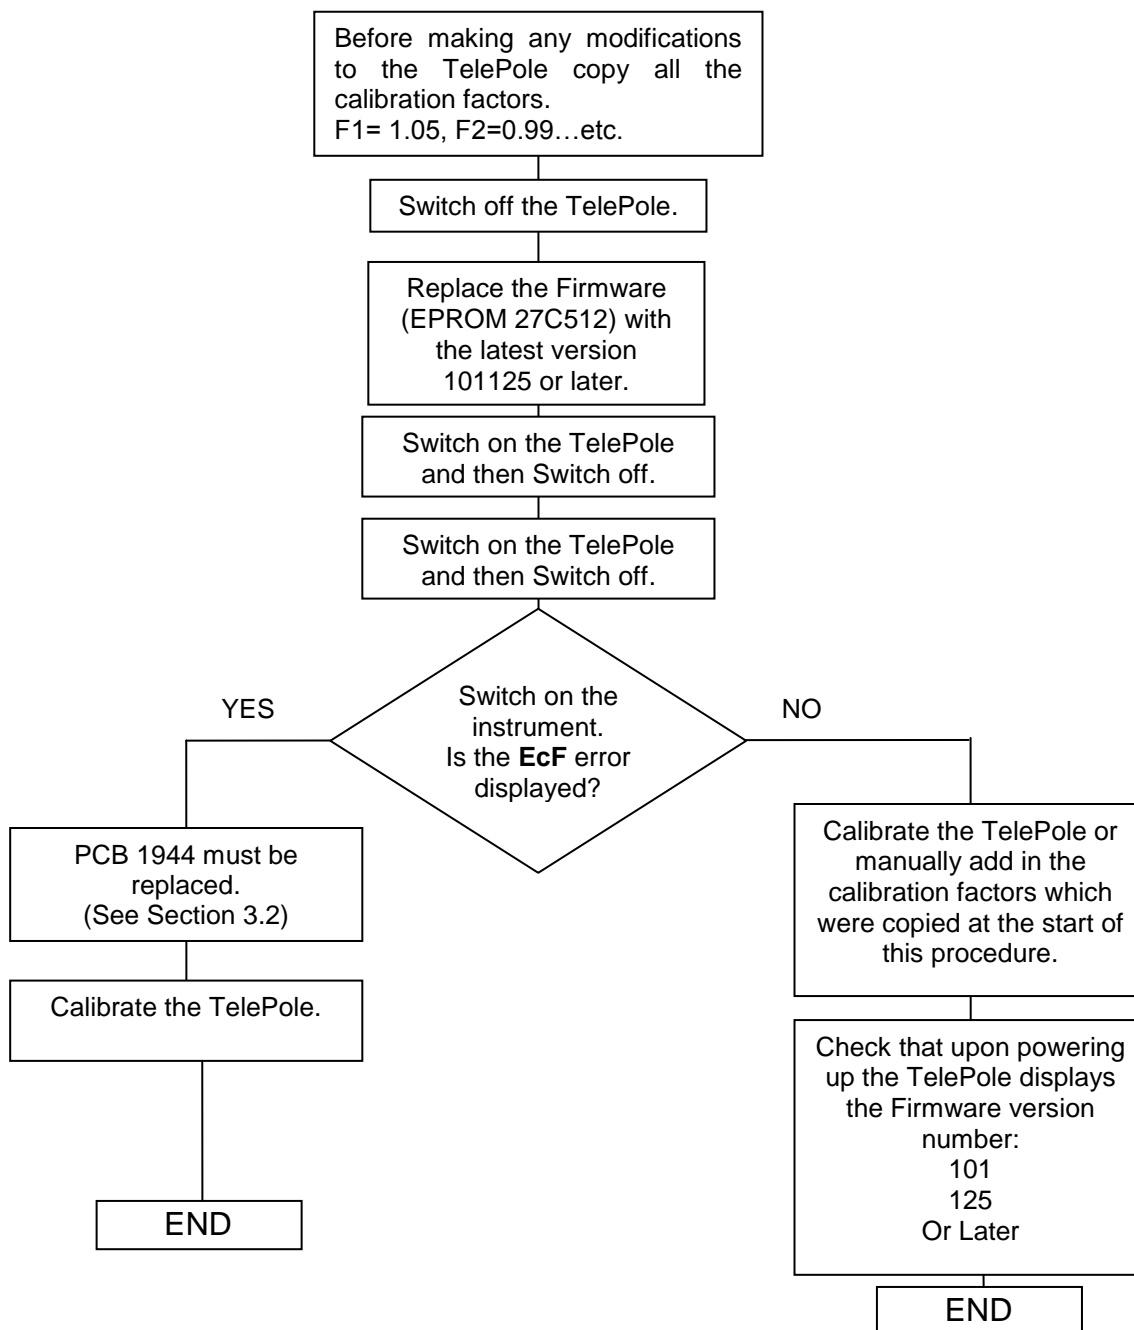 Before making any modifications
to the TelePole copy all the
calibration factors.
F1= 1.05, F2=0.99…etc.
Switch off the TelePole.
Replace the Firmware
(EPROM 27C512) with
the latest version
101125 or later.
Switch on the TelePole
and then Switch off.
Switch on the TelePole
and then Switch off.
Switch on the
instrument.
Is the EcF error
displayed?
YES
NO
PCB 1944 must be
replaced.
(See Section 3.2)
Calibrate the TelePole.
END
Calibrate the TelePole or
manually add in the
calibration factors which
were copied at the start of
this procedure.
Check that upon powering
up the TelePole displays
the Firmware version
number:
101
125
Or Later
END